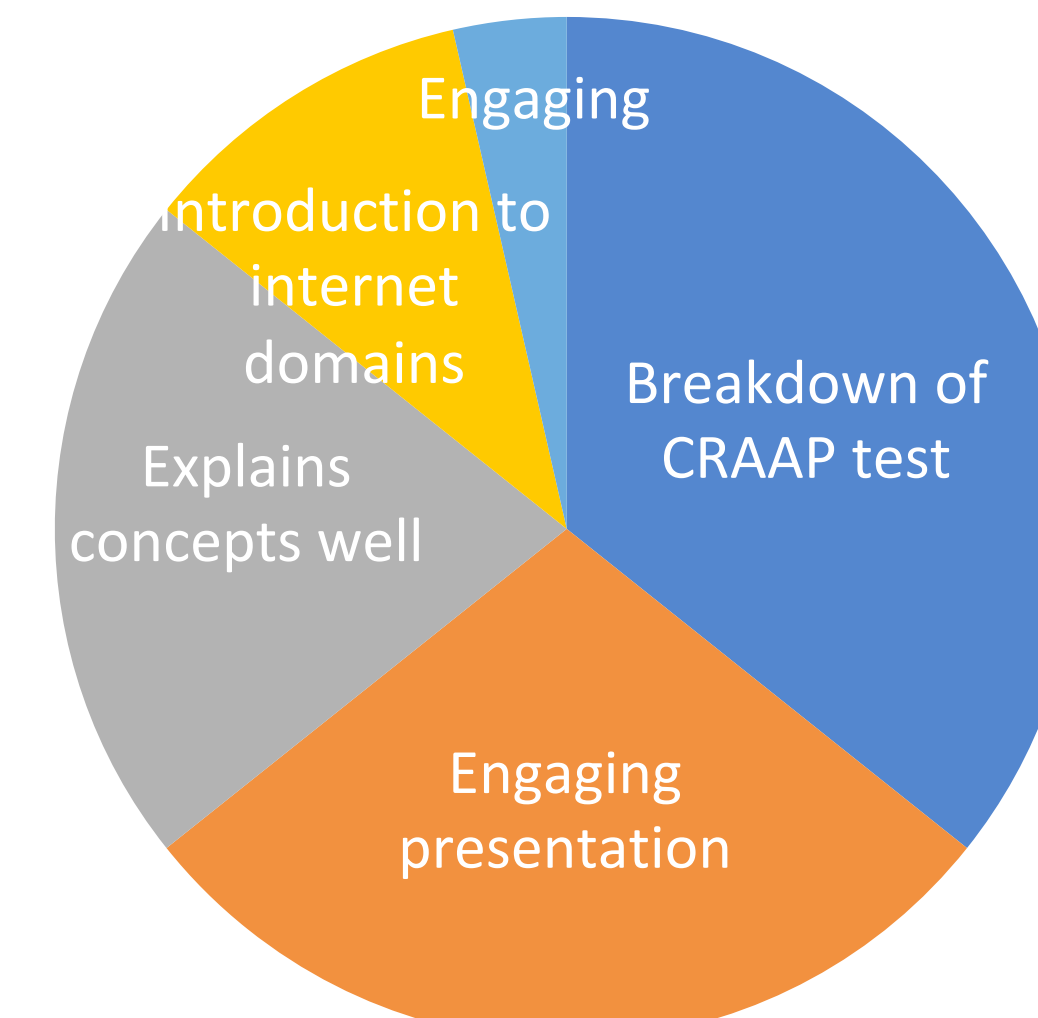 Engaging
Introduction to
internet
domains
Breakdown of
CRAAP test
Explains
concepts well
Engaging
presentation